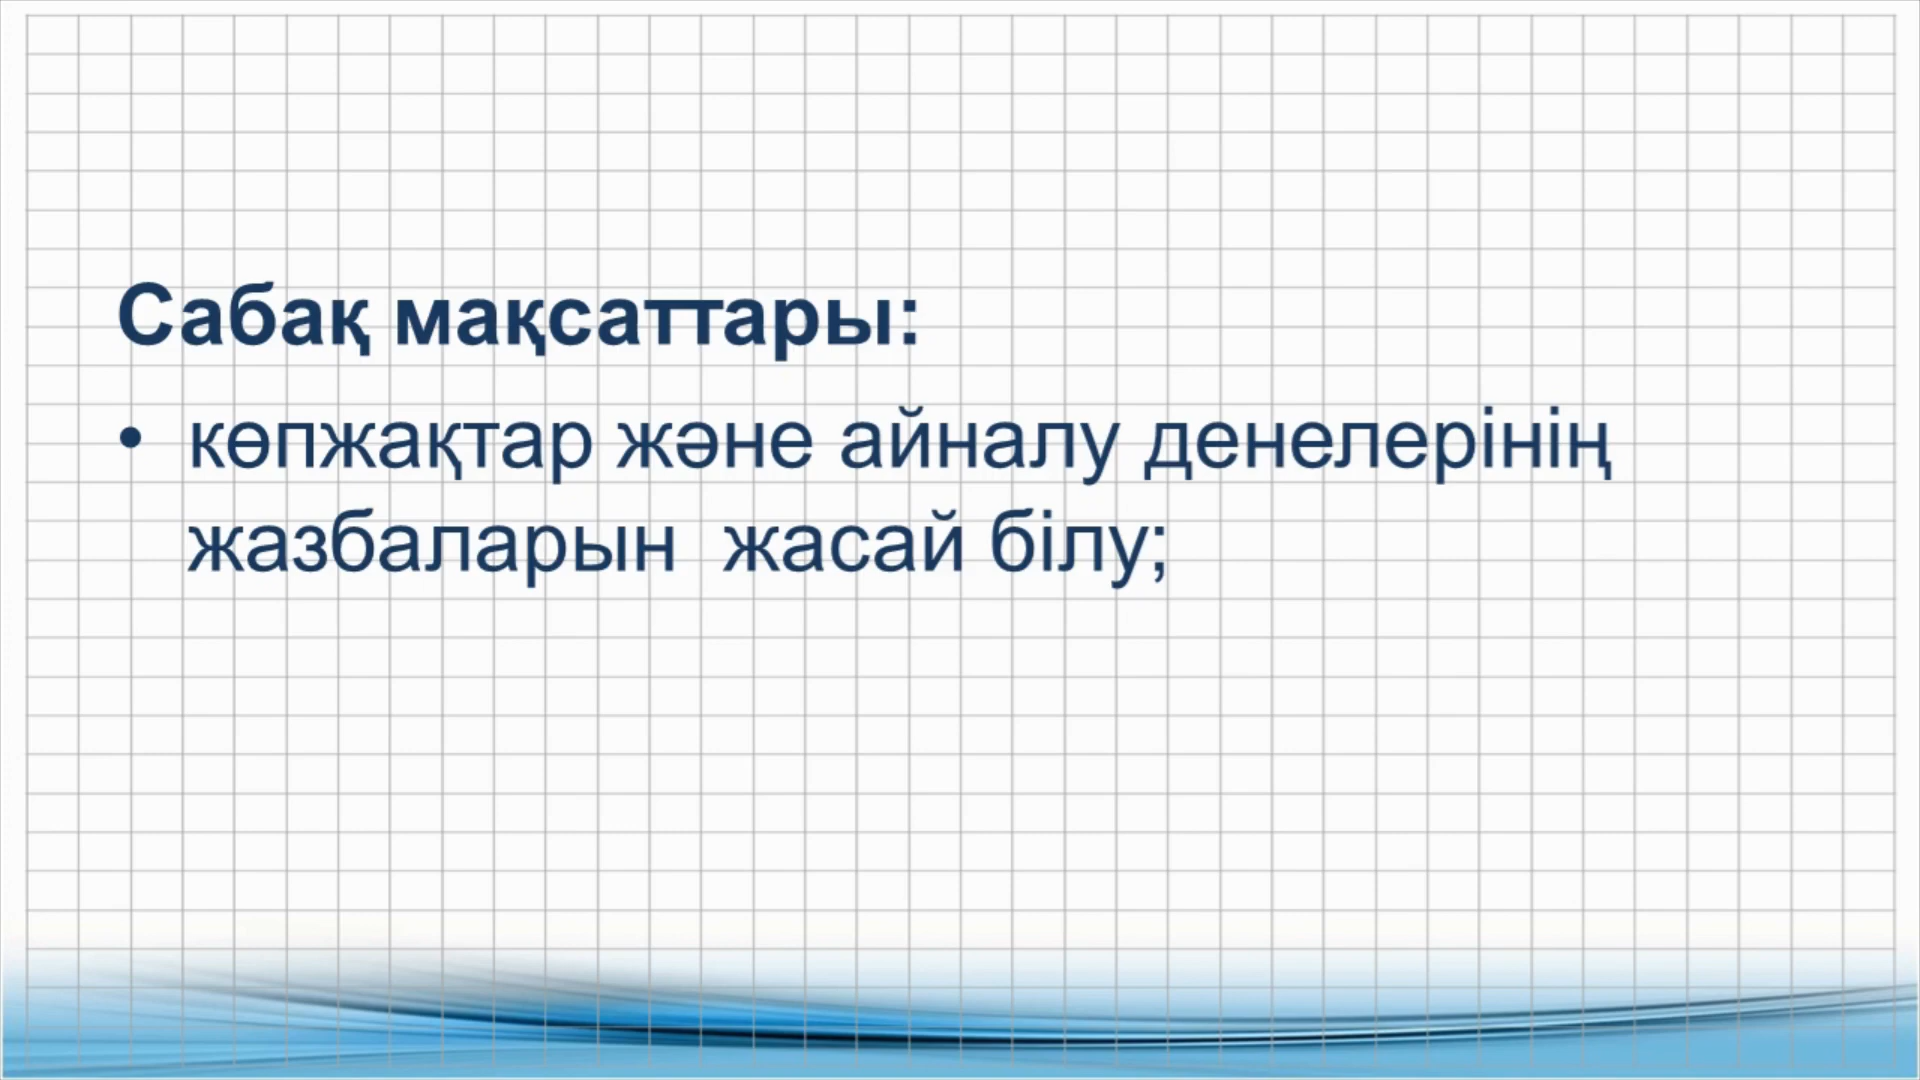 Сабақ мақсаттары:
• көпжақтар және айналу денелерінің
жазбаларын жасай білу;